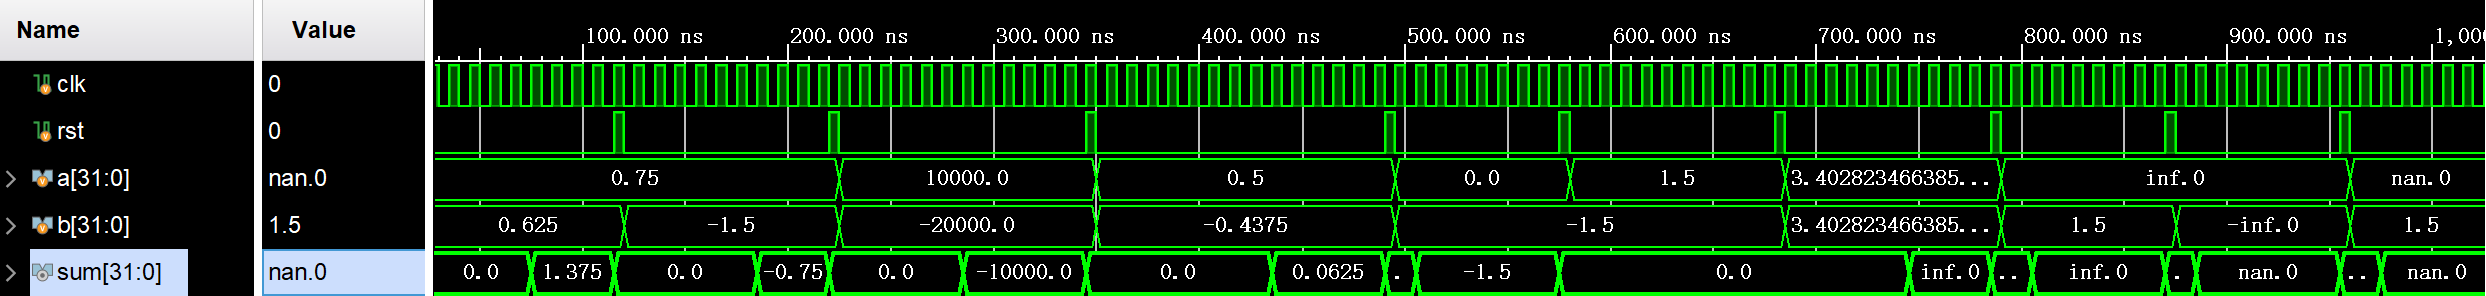 Name Value 100.000 ns 200.000 ns 300.000 ns 400.000 ns 500.000 ns 600.000 ns 700.000 ns 800.000 ns 900.000 ns 1,00
clk 0
rst 0
a[31:0] nan.0 0.75 10000.0 0.5 0.0 1.5 3.402823466385... inf.0 nan.0
b[31:0] 1.5 0.625 -1.5 -20000.0 -0.4375 -1.5 3.402823466385... 1.5 -inf.0 1.5
sum[31:0] nan.0 0.0 1.375 0.0 -0.75 0.0 -10000.0 0.0 0.0625 . -1.5 0.0 inf.0 .. inf.0 . nan.0 .. nan.0